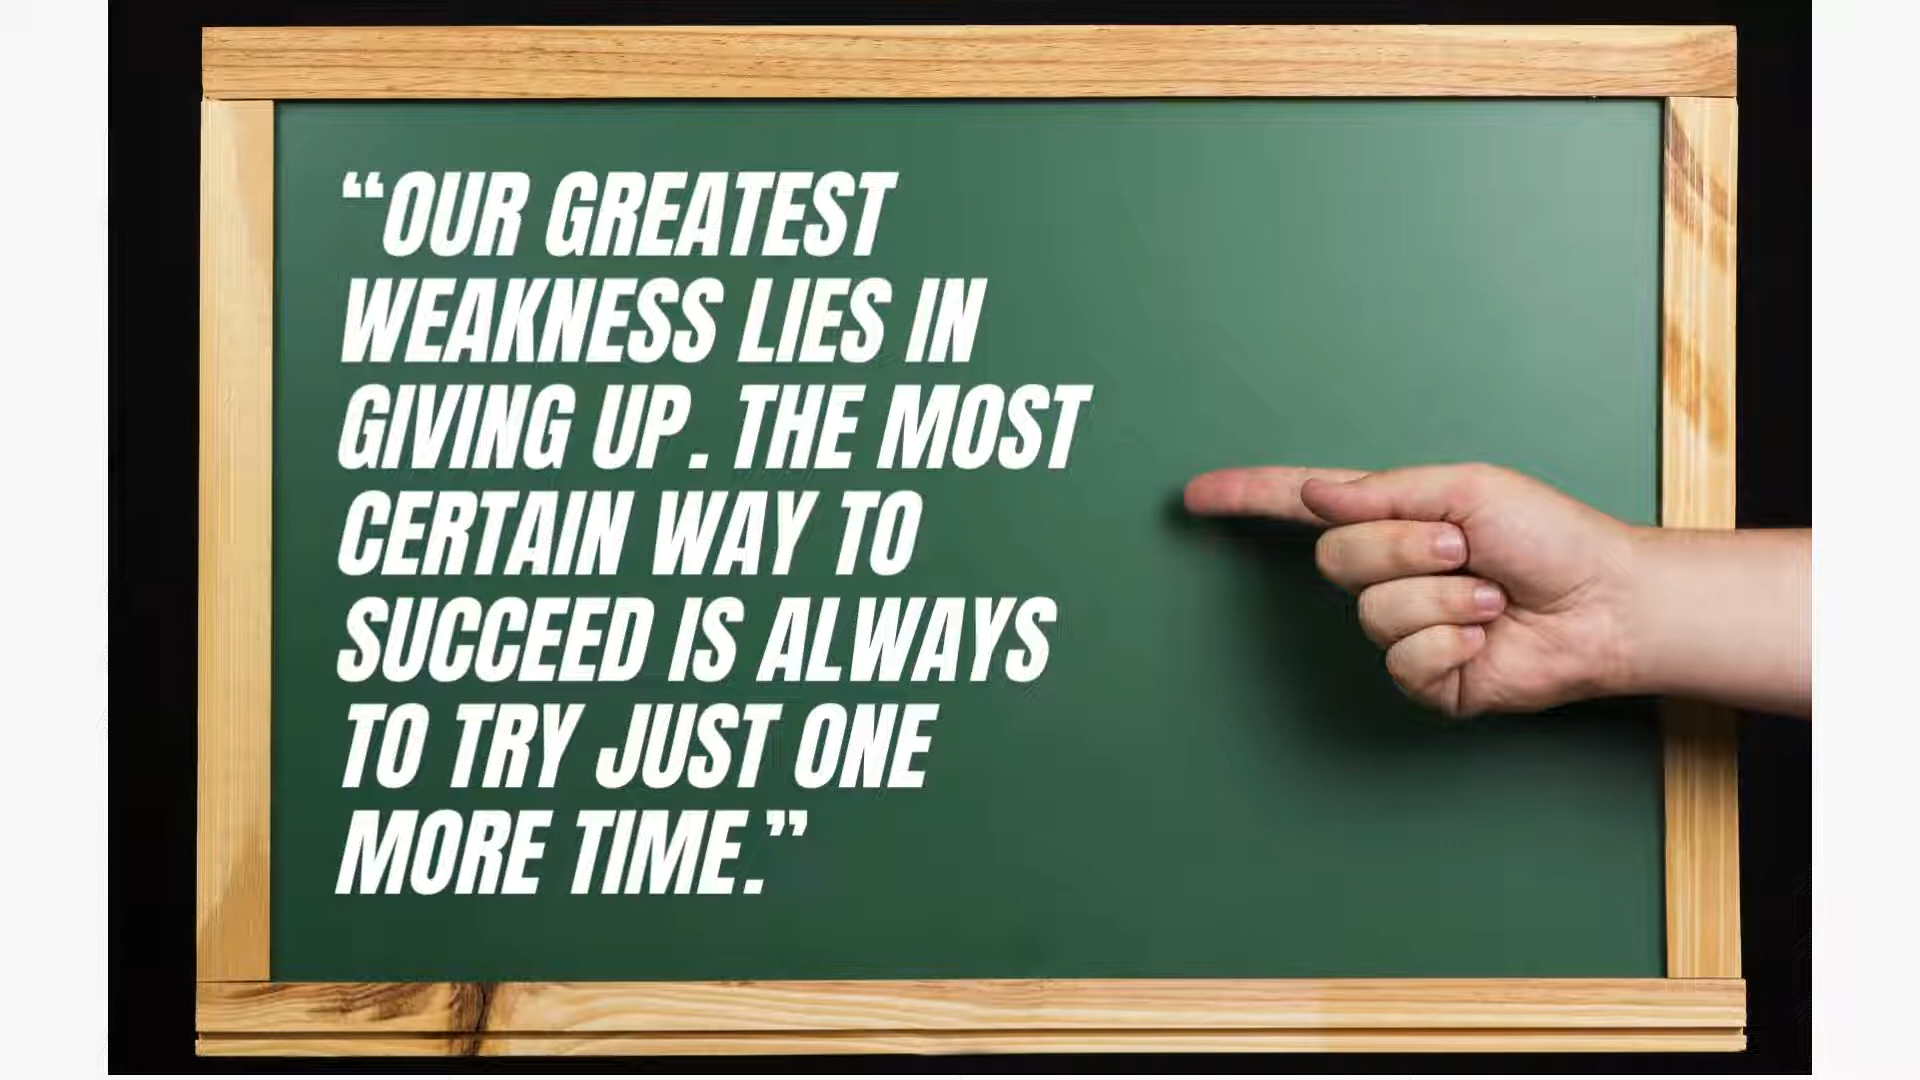 “OUR GREATEST
WEAKNESS LIES IN
GIVING UP. THE MOST
CERTAIN WAY TO
SUCCEED IS ALWAYS
TO TRY JUST ONE
MORE TIME.”